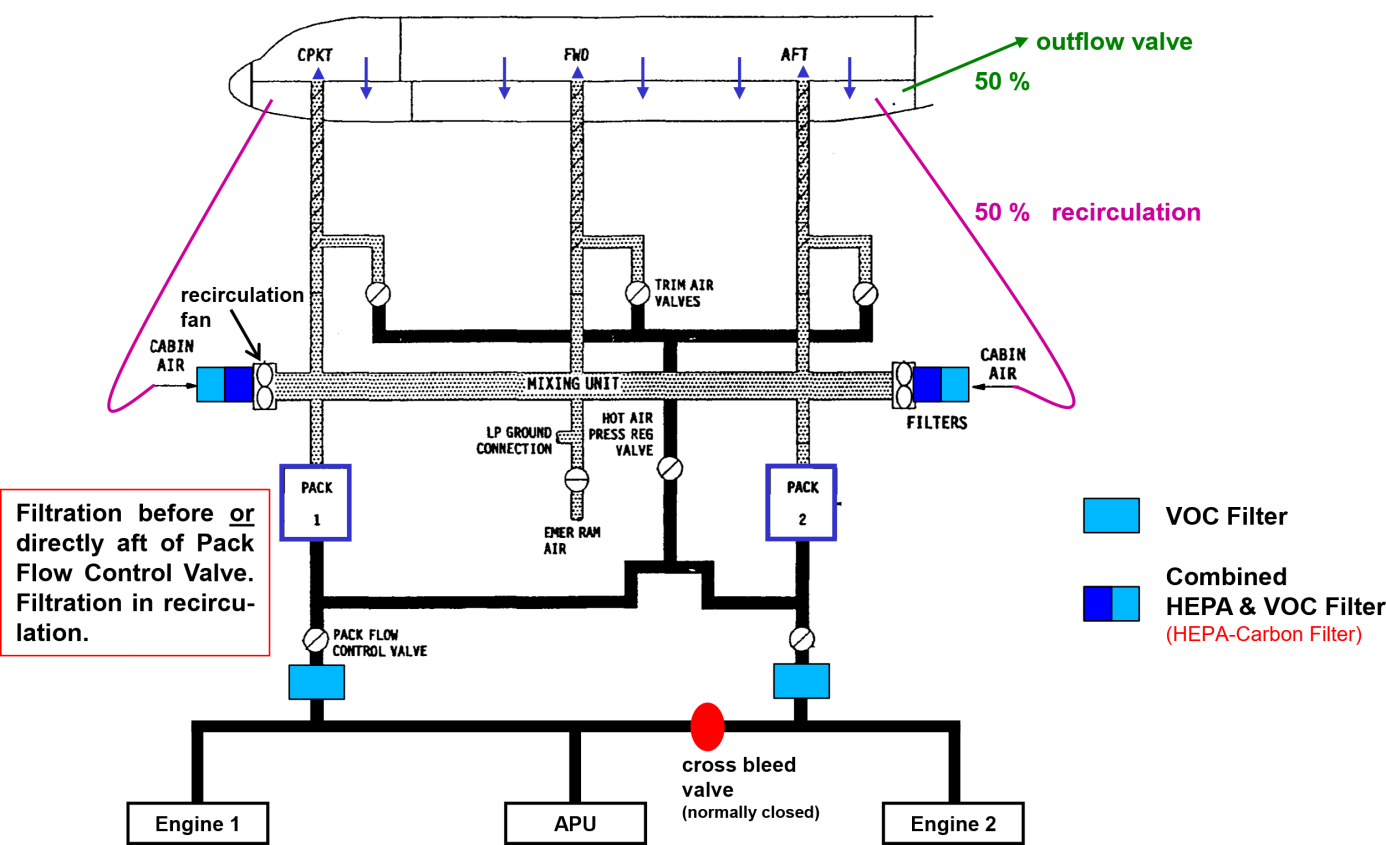 CPKT
FWD
AFT
outflow valve
50 %
50 % recirculation
TRIM AIR
VALVES
recirculation
fan
CABIN
AIR
CABIN
AIR
MIXING UNIT
FILTERS
LP GROUND
CONNECTION
HOT AIR
PRESS REG
VALVE
PACK
1
PACK
2
EMER RAM
AIR
Filtration before or
directly aft of Pack
Flow Control Valve.
Filtration in recircu-
lation.
VOC Filter
Combined
HEPA & VOC Filter
(HEPA-Carbon Filter)
PACK FLOW
CONTROL VALVE
cross bleed
valve
(normally closed)
Engine 1
APU
Engine 2